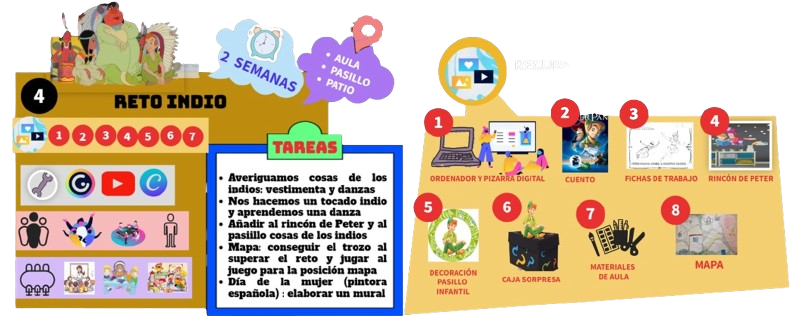 2 SEMANAS
• AULA
• PASILLO
• PATIO
4
RETO INDIO
1 2 3 4 5 6 7
TAREAS
• Averiguamos cosas de los
indios: vestimenta y danzas
• Nos hacemos un tocado indio
y aprendemos una danza
• Añadir al rincón de Peter y al
pasiillo cosas de los indios
• Mapa: conseguir el trozo al
superar el reto y jugar al
juego para la posición mapa
• Día de la mujer (pintora
española) : elaborar un mural
1
ORDENADOR Y PIZARRA DIGITAL
2
CUENTO
3
FICHAS DE TRABAJO
4
RINCÓN DE PETER
5
DECORACIÓN
PASILLO
INFANTIL
6
CAJA SORPRESA
7
MATERIALES
DE AULA
8
MAPA